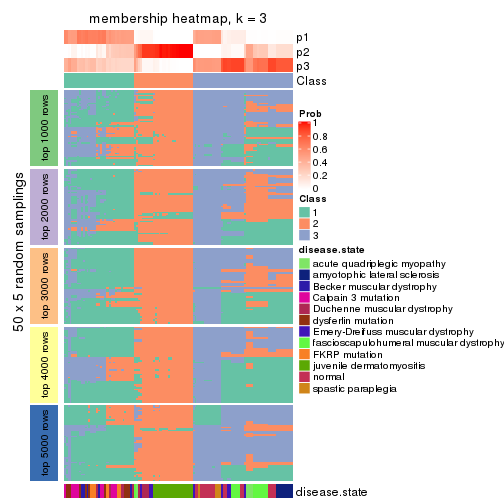 membership heatmap, k = 3
p1
p2
p3
Class
50 x 5 random samplings
top 1000 rows
top 2000 rows
top 3000 rows
top 4000 rows
top 5000 rows
Prob
1
0.8
0.6
0.4
0.2
0
Class
1
2
3
disease.state
acute quadriplegic myopathy
amyotophic lateral sclerosis
Becker muscular dystrophy
Calpain 3 mutation
Duchenne muscular dystrophy
dysferlin mutation
Emery-Dreifuss muscular dystrophy
fascioscapulohumeral muscular dystrophy
FKRP mutation
juvenile dermatomyositis
normal
spastic paraplegia
disease.state